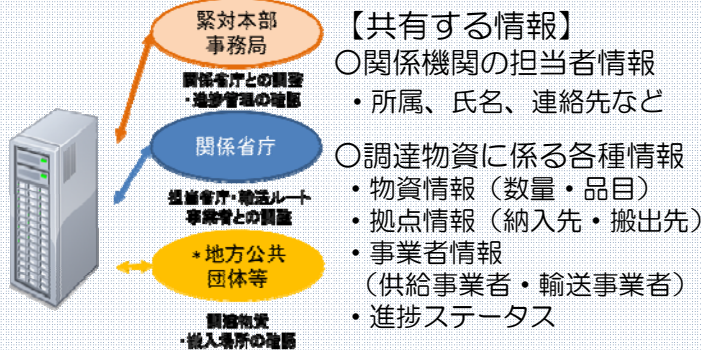 緊対本部
事務局
関係省庁との調整
・進捗管理の確認
関係省庁
担当省庁・輸送ルート
事業者との調整
*地方公共
団体等
調達物資
・搬入場所の確認
【共有する情報】
○関係機関の担当者情報
・所属、氏名、連絡先など
○調達物資に係る各種情報
・物資情報(数量・品目)
・拠点情報(納入先・搬出先)
・事業者情報
(供給事業者・輸送事業者)
・進捗ステータス